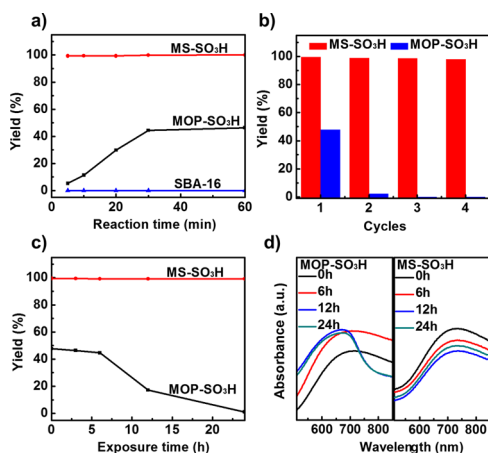 a)
100
80
60
40
20
0
Yield (%)
MS-SO₃H
MOP-SO₃H
SBA-16
0 20 40 60
Reaction time (min)
b)
MS-SO₃H MOP-SO₃H
100
80
60
40
20
0
Yield (%)
1 2 3 4
Cycles
c)
100
80
60
40
20
0
Yield (%)
MS-SO₃H
MOP-SO₃H
0 5 10 15 20
Exposure time (h)
d)
MOP-SO₃H
0h
6h
12h
24h
MS-SO₃H
0h
6h
12h
24h
Absorbance (a.u.)
600 700 800 600 700 800
Wavelength (nm)